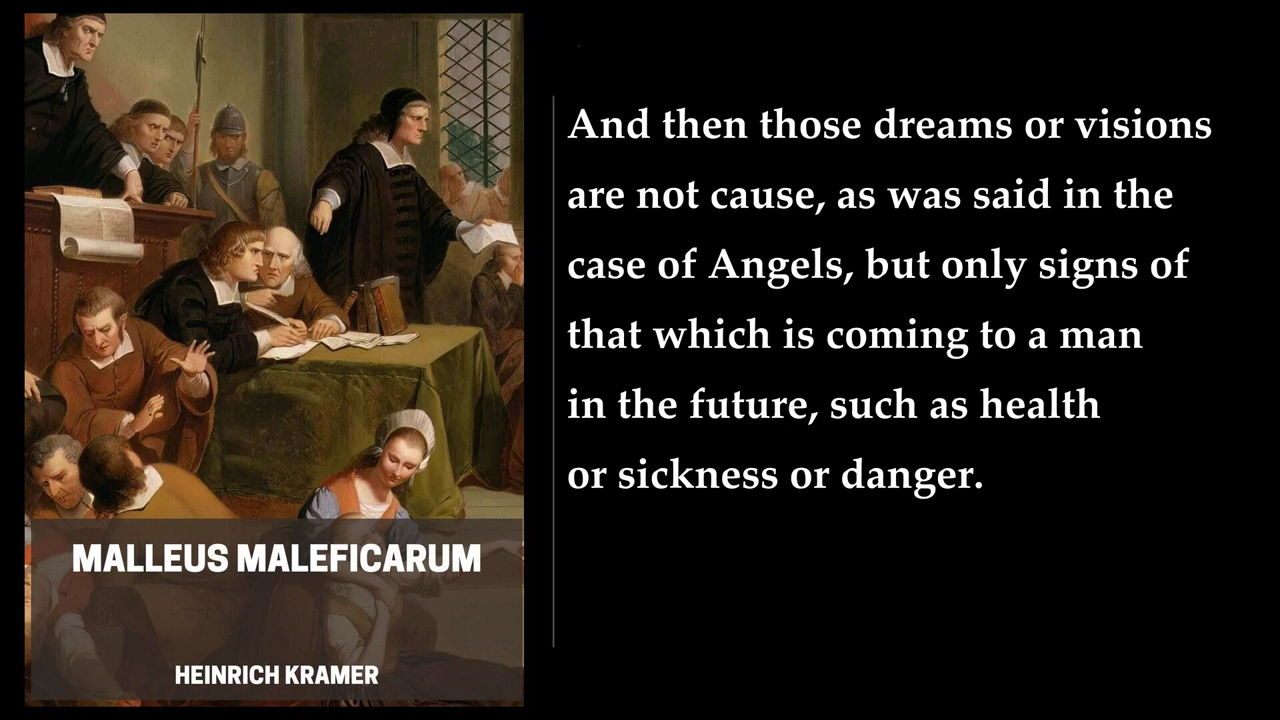 MALLEUS MALEFICARUM
HEINRICH KRAMER
And then those dreams or visions
are not cause, as was said in the
case of Angels, but only signs of
that which is coming to a man
in the future, such as health
or sickness or danger.